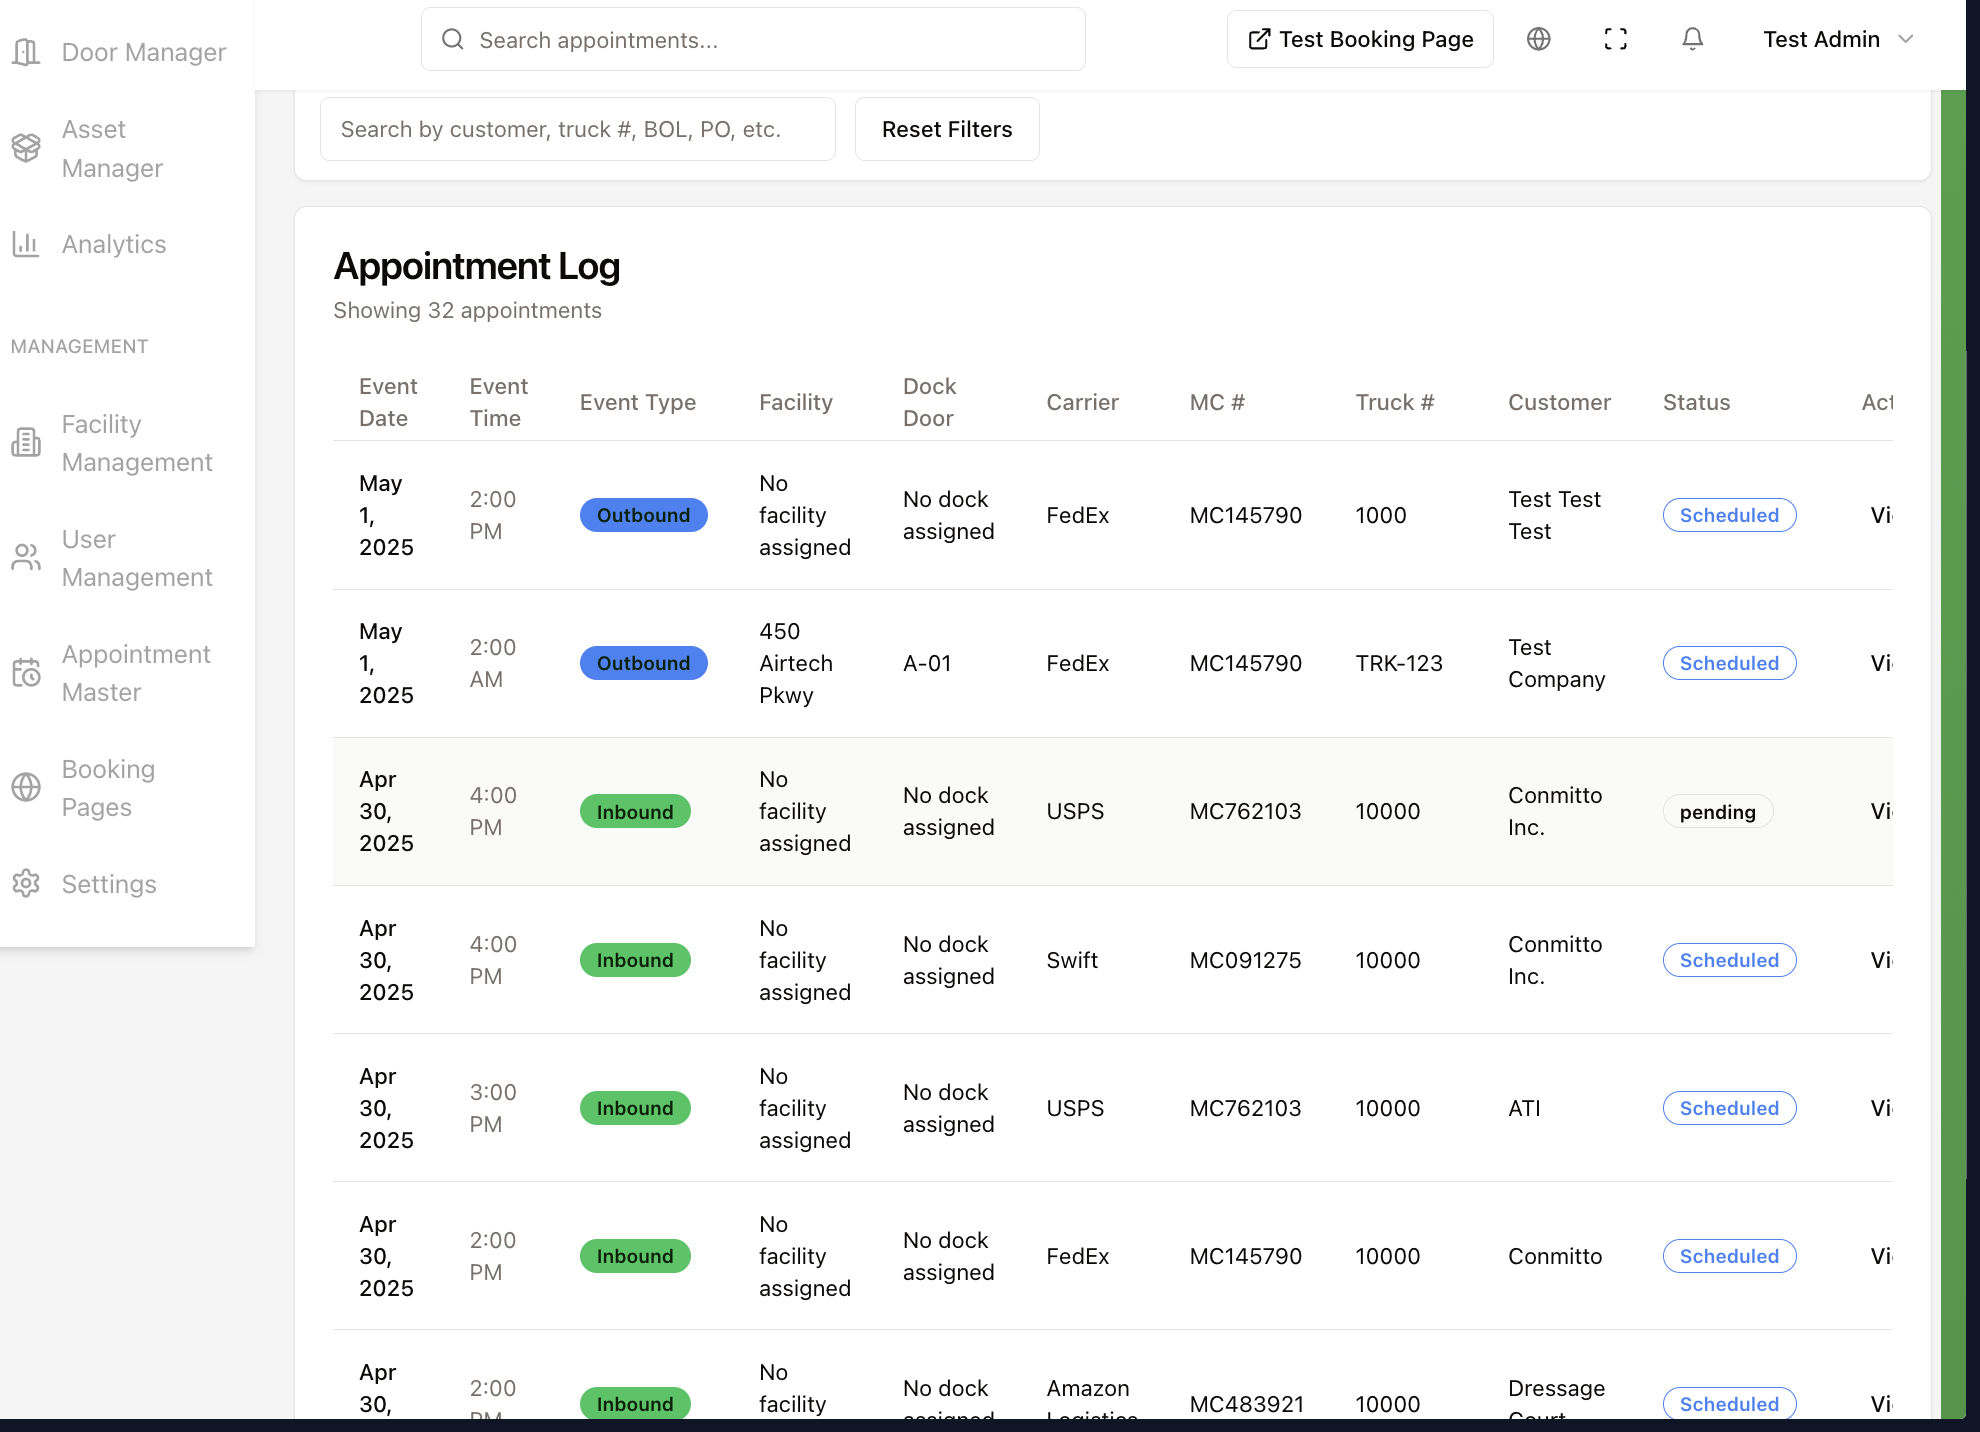 Door Manager
Asset
Manager
Analytics
MANAGEMENT
Facility
Management
User
Management
Appointment
Master
Booking
Pages
Settings
Search appointments...
Test Booking Page
Test Admin
Search by customer, truck #, BOL, PO, etc.
Reset Filters
Appointment Log
Showing 32 appointments
Event
Date
Event
Time
Event Type
Facility
Dock
Door
Carrier
MC #
Truck #
Customer
Status
Act
May
1,
2025
2:00
PM
Outbound
No
facility
assigned
No dock
assigned
FedEx
MC145790
1000
Test Test
Test
Scheduled
Vi
May
1,
2025
2:00
AM
Outbound
450
Airtech
Pkwy
A-01
FedEx
MC145790
TRK-123
Test
Company
Scheduled
Vi
Apr
30,
2025
4:00
PM
Inbound
No
facility
assigned
No dock
assigned
USPS
MC762103
10000
Conmitto
Inc.
pending
Vi
Apr
30,
2025
4:00
PM
Inbound
No
facility
assigned
No dock
assigned
Swift
MC091275
10000
Conmitto
Inc.
Scheduled
Vi
Apr
30,
2025
3:00
PM
Inbound
No
facility
assigned
No dock
assigned
USPS
MC762103
10000
ATI
Scheduled
Vi
Apr
30,
2025
2:00
PM
Inbound
No
facility
assigned
No dock
assigned
FedEx
MC145790
10000
Conmitto
Scheduled
Vi
Apr
30,
2:00
PM
Inbound
No
facility
No dock
assigned
Amazon
Logistics
MC483921
10000
Dressage
Court
Scheduled
Vi